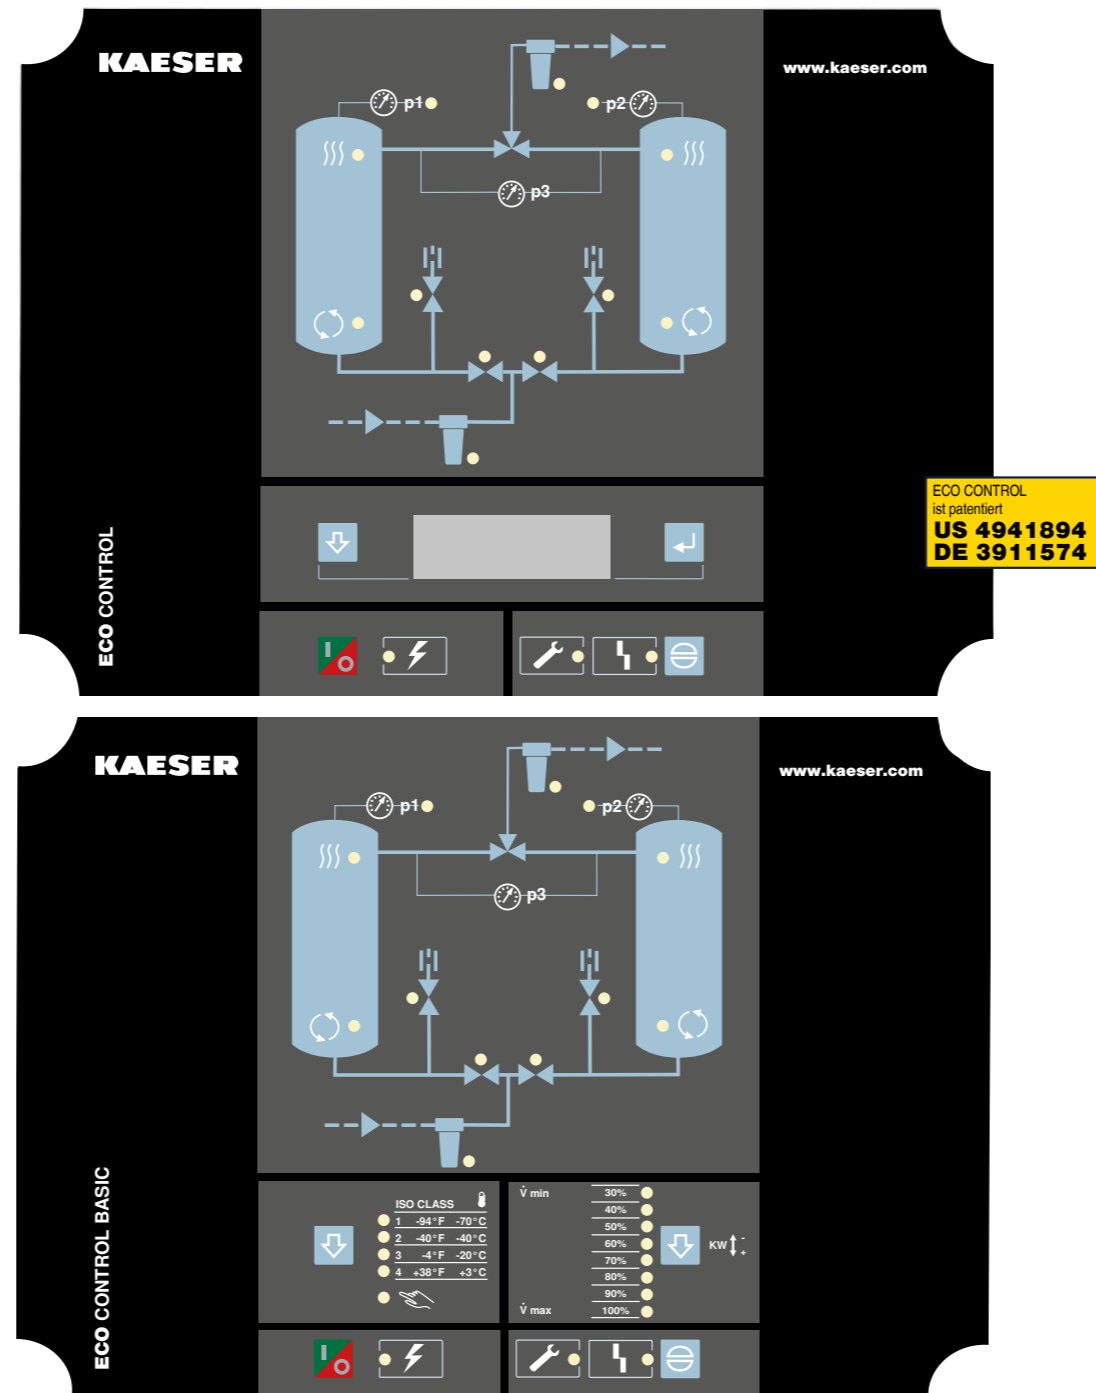 KAESER
www.kaeser.com
p1
p2
p3
ECO CONTROL
ECO CONTROL
ist patentiert
US 4941894
DE 3911574
I
O
KAESER
www.kaeser.com
p1
p2
p3
ECO CONTROL BASIC
ISO CLASS
1 -94°F -70°C
2 -40°F -40°C
3 -4°F -20°C
4 +38°F +3°C
V̇ min
30%
40%
50%
60%
70%
80%
90%
V̇ max 100%
KW - +
I
O